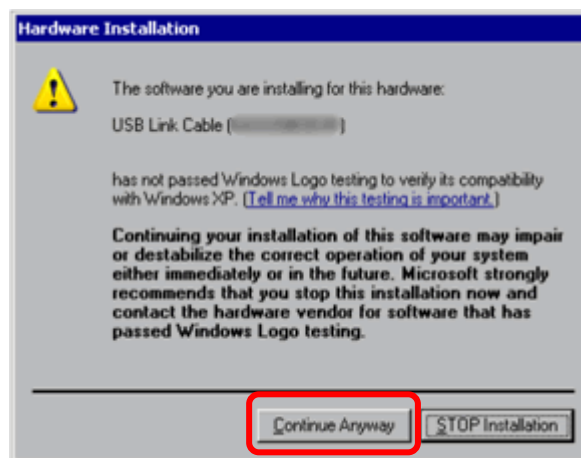 Hardware Installation
The software you are installing for this hardware:
USB Link Cable ( )
has not passed Windows Logo testing to verify its compatibility
with Windows XP. (Tell me why this testing is important.)
Continuing your installation of this software may impair
or destabilize the correct operation of your system
either immediately or in the future. Microsoft strongly
recommends that you stop this installation now and
contact the hardware vendor for software that has
passed Windows Logo testing.
Continue Anyway
STOP Installation